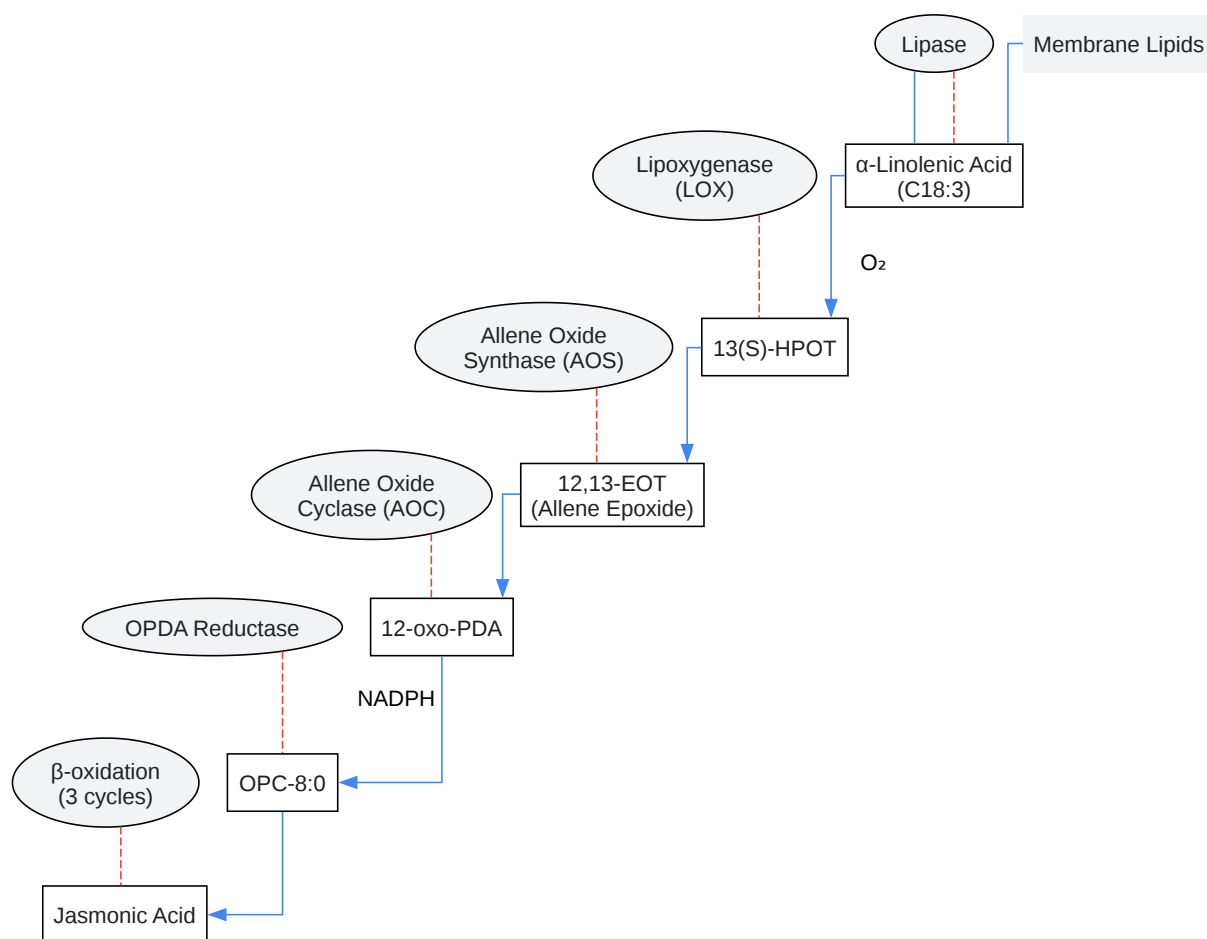 Lipase
Membrane Lipids
Lipoxygenase
(LOX)
α-Linolenic Acid
(C18:3)
O₂
Allene Oxide
Synthase (AOS)
13(S)-HPOT
Allene Oxide
Cyclase (AOC)
12,13-EOT
(Allene Epoxide)
OPDA Reductase
12-oxo-PDA
NADPH
β-oxidation
(3 cycles)
OPC-8:0
Jasmonic Acid